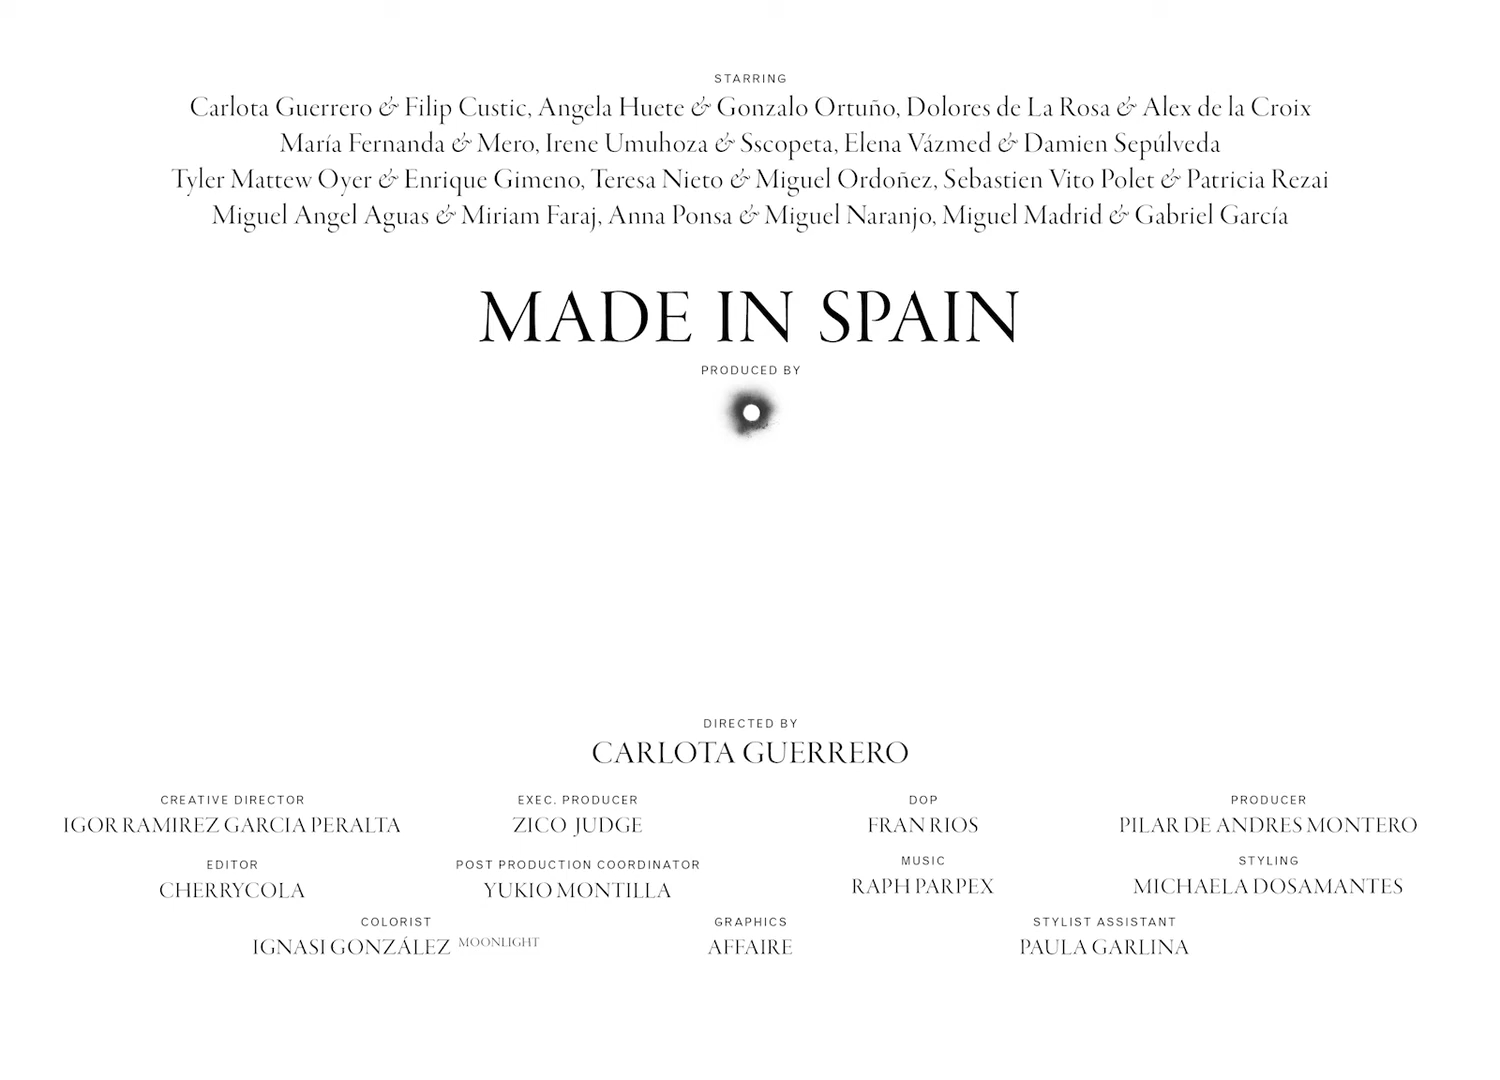 STARRING
Carlota Guerrero & Filip Custic, Angela Huete & Gonzalo Ortuño, Dolores de La Rosa & Alex de la Croix
María Fernanda & Mero, Irene Umuhoza & Sscopeta, Elena Vázmed & Damien Sepúlveda
Tyler Mattew Oyer & Enrique Gimeno, Teresa Nieto & Miguel Ordoñez, Sebastien Vito Polet & Patricia Rezai
Miguel Angel Aguas & Miriam Faraj, Anna Ponsa & Miguel Naranjo, Miguel Madrid & Gabriel García
MADE IN SPAIN
PRODUCED BY
DIRECTED BY
CARLOTA GUERRERO
CREATIVE DIRECTOR EXEC. PRODUCER DOP PRODUCER
IGOR RAMIREZ GARCIA PERALTA ZICO JUDGE FRAN RIOS PILAR DE ANDRES MONTERO
EDITOR POST PRODUCTION COORDINATOR MUSIC STYLING
CHERRYCOLA YUKIO MONTILLA RAPH PARPEX MICHAELA DOSAMANTES
COLORIST GRAPHICS STYLIST ASSISTANT
IGNASI GONZÁLEZ MOONLIGHT AFFAIRE PAULA GARLINA